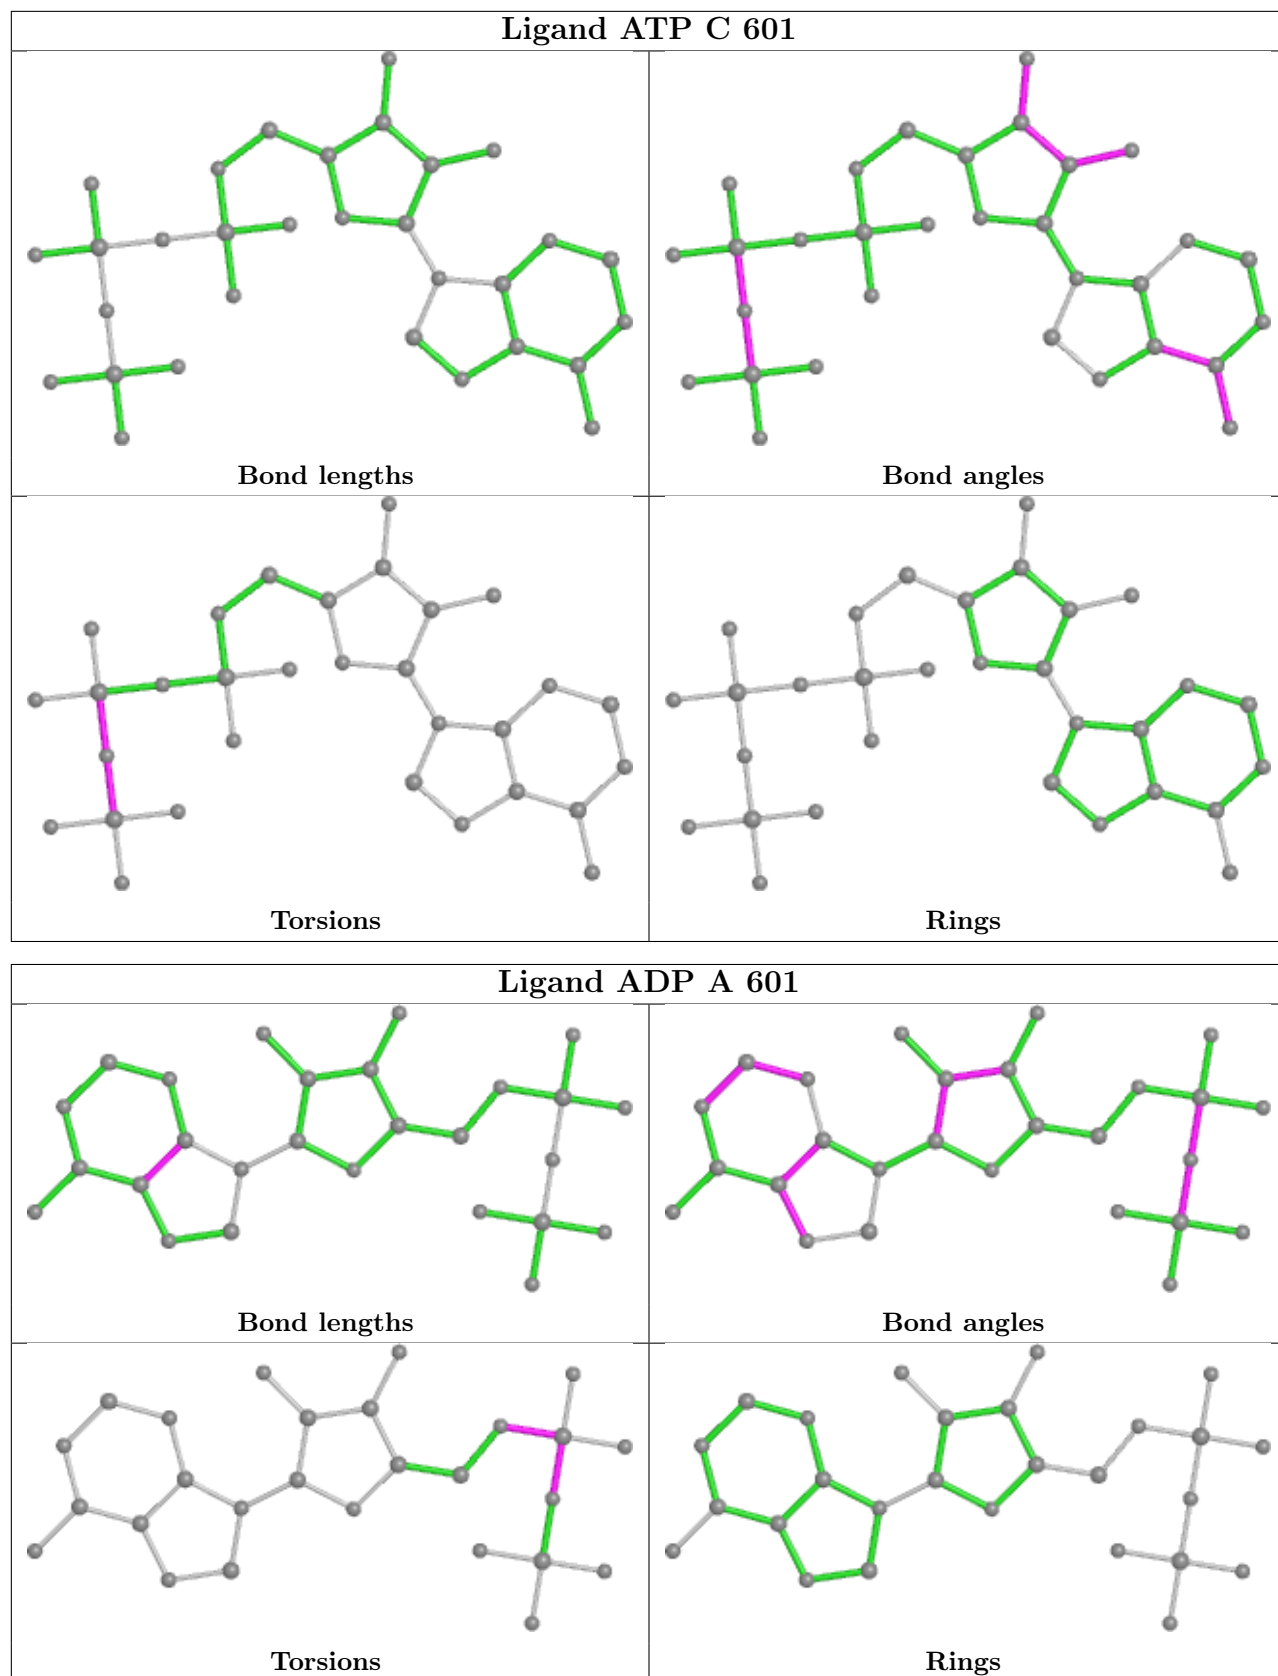 Ligand ATP C 601
Bond lengths
Bond angles
Torsions
Rings
Ligand ADP A 601
Bond lengths
Bond angles
Torsions
Rings